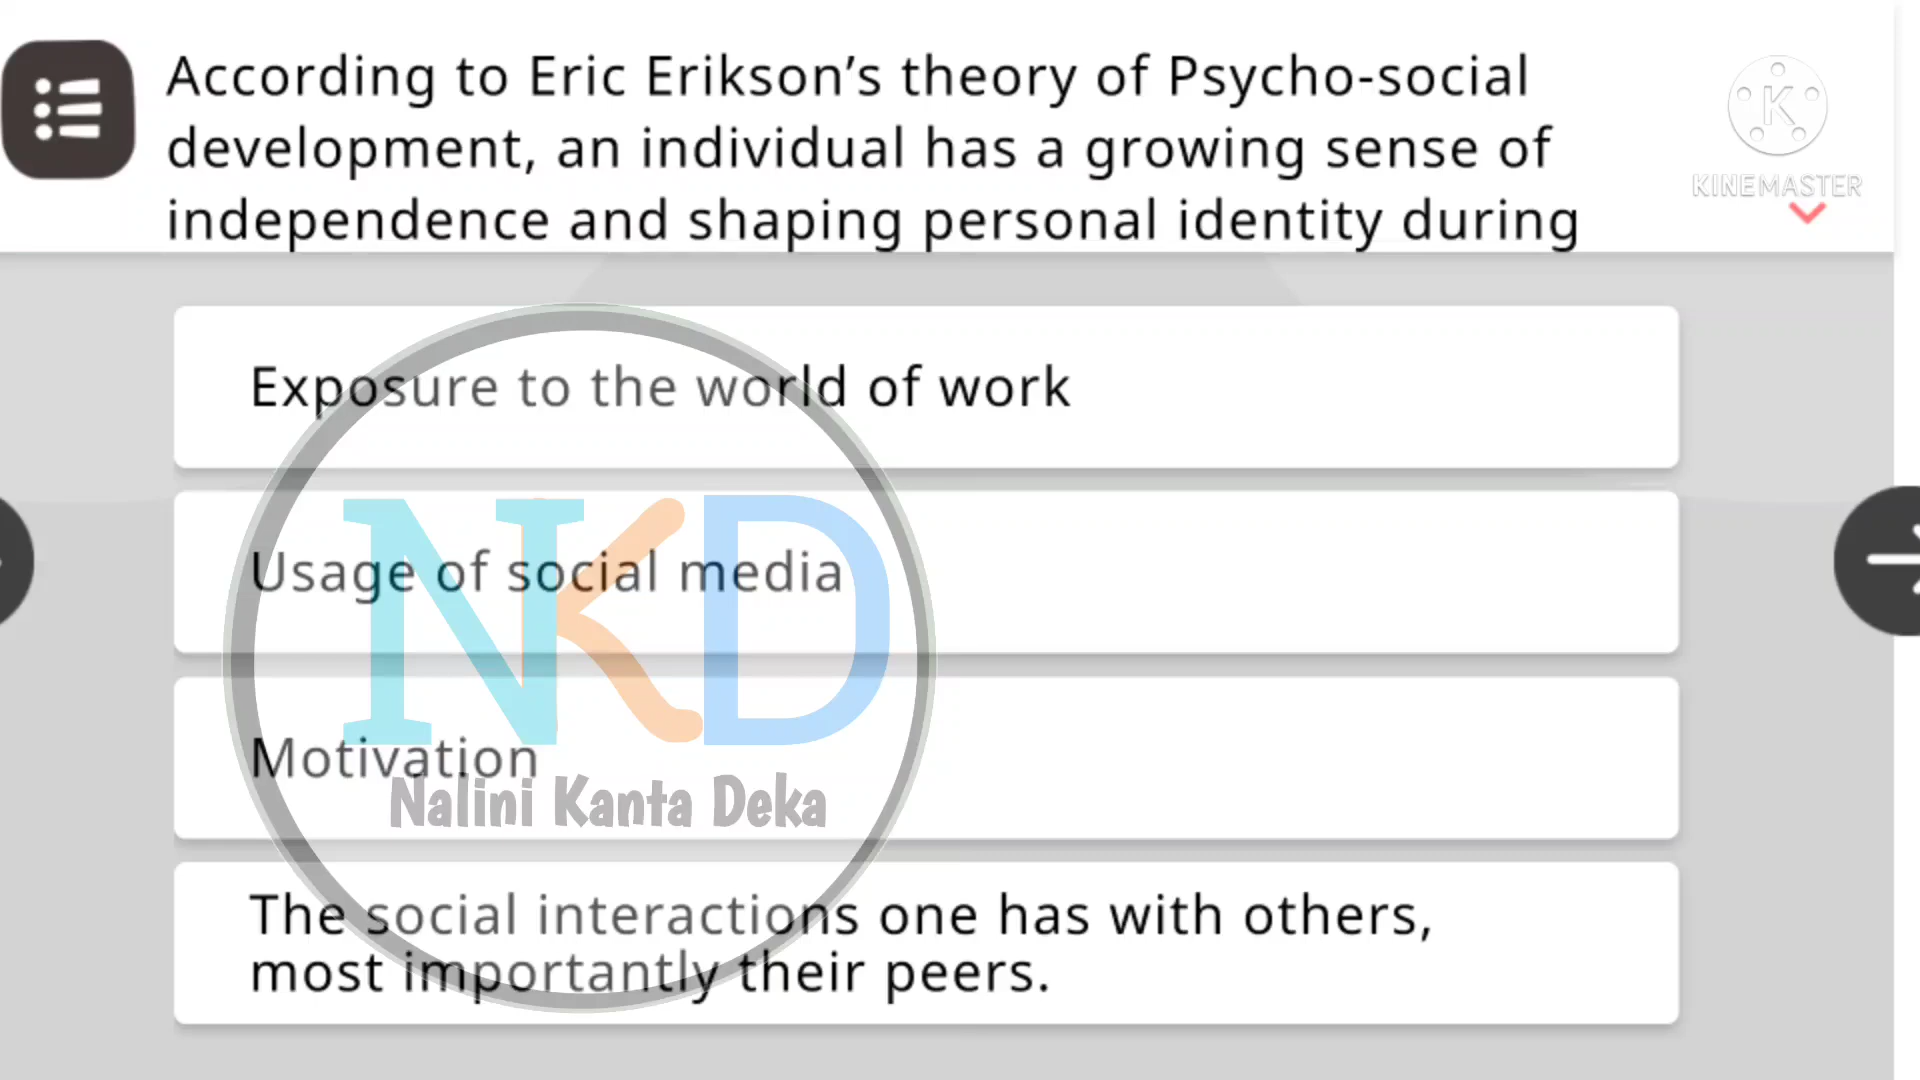 According to Eric Erikson’s theory of Psycho-social
development, an individual has a growing sense of
independence and shaping personal identity during
KINEMASTER
Exposure to the world of work
Usage of social media
NKD
Motivation
Nalini Kanta Deka
The social interactions one has with others,
most importantly their peers.